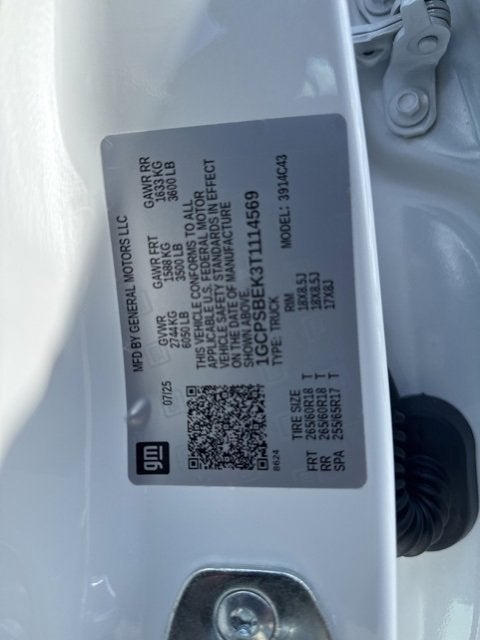 MFD BY GENERAL MOTORS LLC
07/25
GVWR
2744 KG
6050 LB
GAWR FRT
1588 KG
3500 LB
GAWR RR
1633 KG
3600 LB
THIS VEHICLE CONFORMS TO ALL
APPLICABLE U.S. FEDERAL MOTOR
VEHICLE SAFETY STANDARDS IN EFFECT
ON THE DATE OF MANUFACTURE
SHOWN ABOVE.
1GCPSBEK3T1114569
TYPE: TRUCK
MODEL: 3914C43
gm
8624
TIRE SIZE RIM
FRT 265/60R18 T 18X8.5J
RR 265/60R18 T 18X8.5J
SPA 255/65R17 T 17X8J